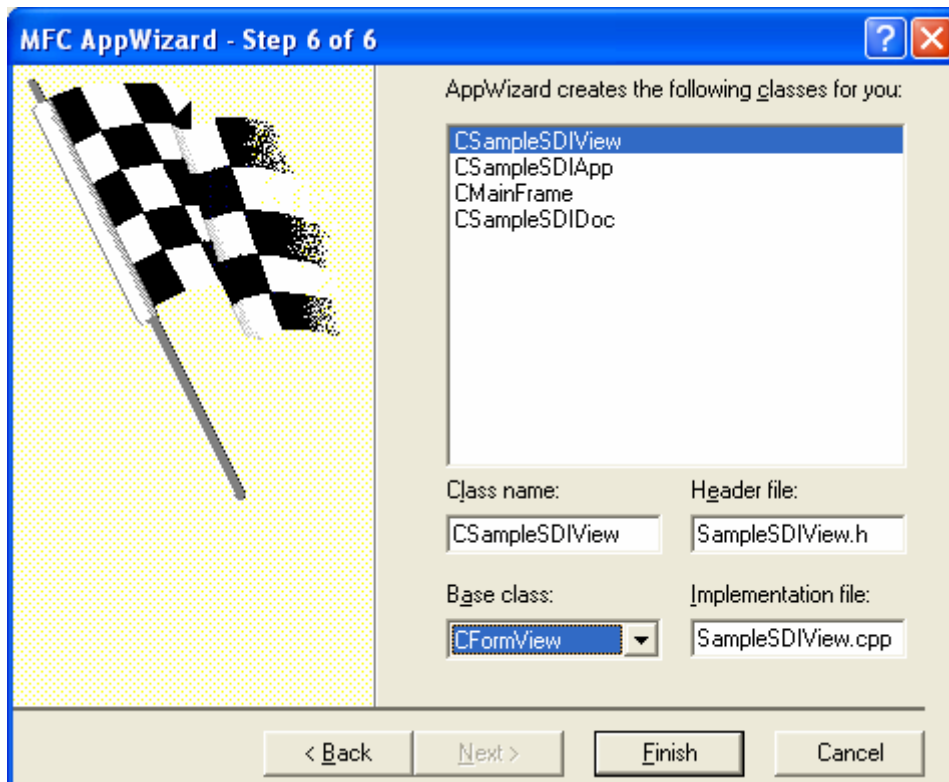 MFC AppWizard - Step 6 of 6
AppWizard creates the following classes for you:
CSampleSDIView
CSampleSDIApp
CMainFrame
CSampleSDIDoc
Class name:
Header file:
CSampleSDIView
SampleSDIView.h
Base class:
Implementation file:
CFormView
SampleSDIView.cpp
< Back
Next >
Finish
Cancel